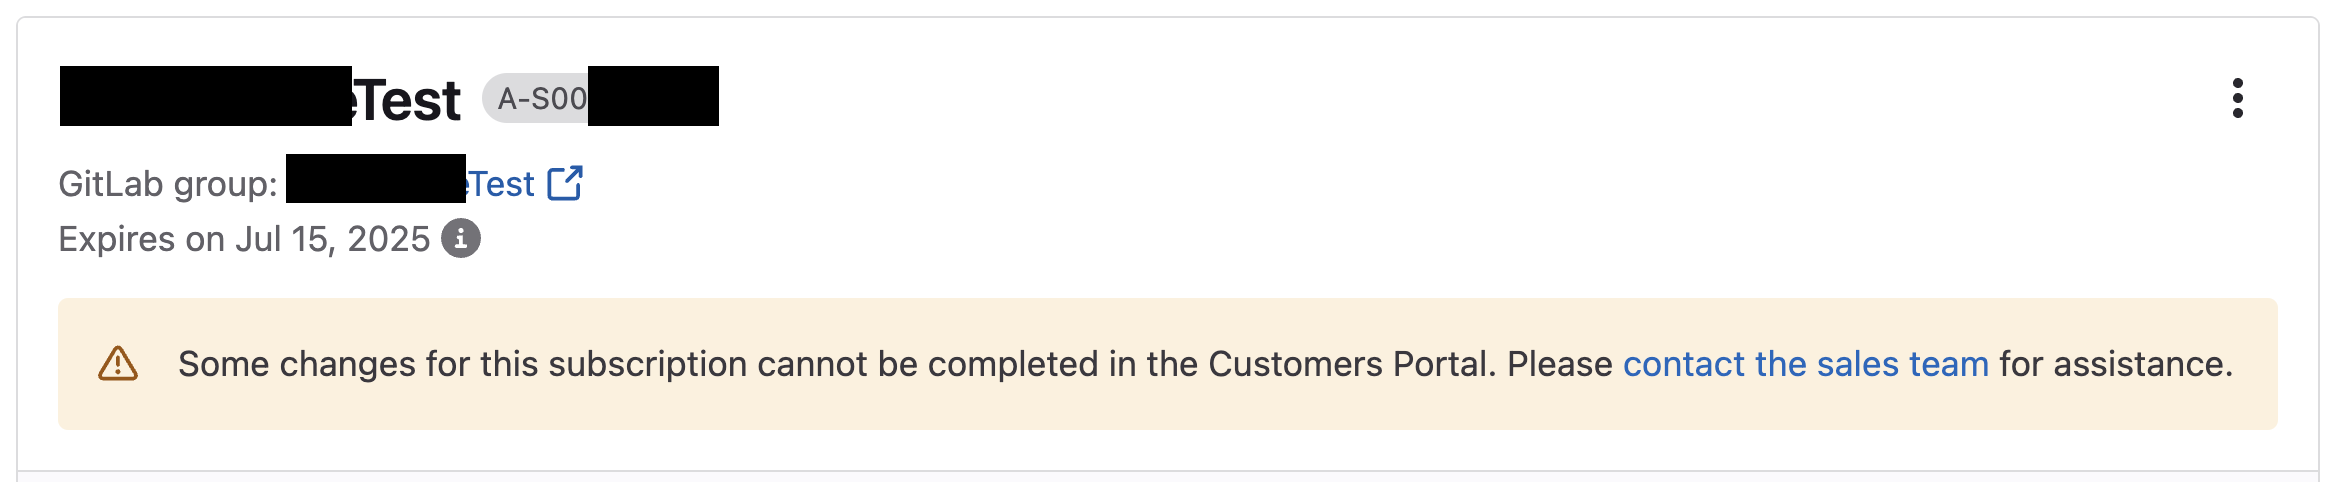 Test A-S00
GitLab group: Test
Expires on Jul 15, 2025
Some changes for this subscription cannot be completed in the Customers Portal. Please contact the sales team for assistance.